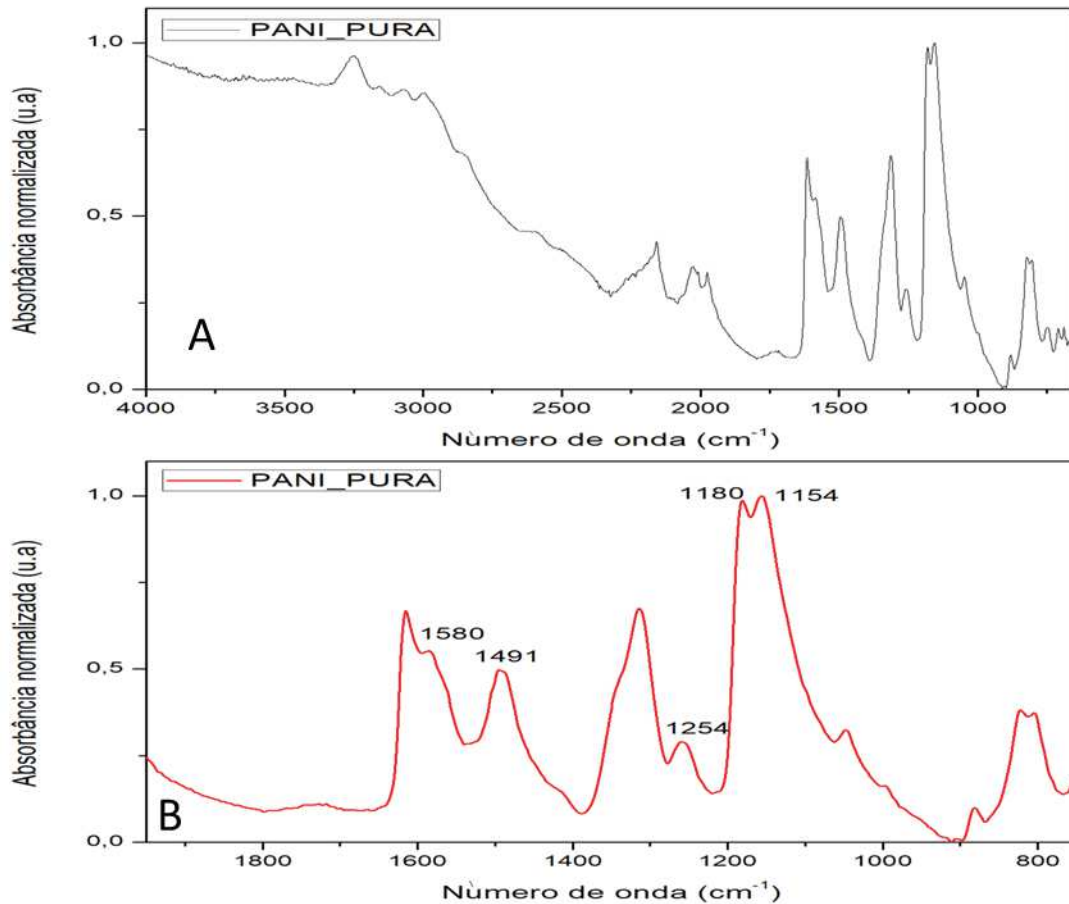 PANI_PURA
Absorbância normalizada (u.a)
1,0
0,5
0,0
A
4000 3500 3000 2500 2000 1500 1000
Nùmero de onda (cm⁻¹)
PANI_PURA
Absorbância normalizada (u.a)
1,0
0,5
0,0
1180 1154
1580
1491
1254
B
1800 1600 1400 1200 1000 800
Nùmero de onda (cm⁻¹)